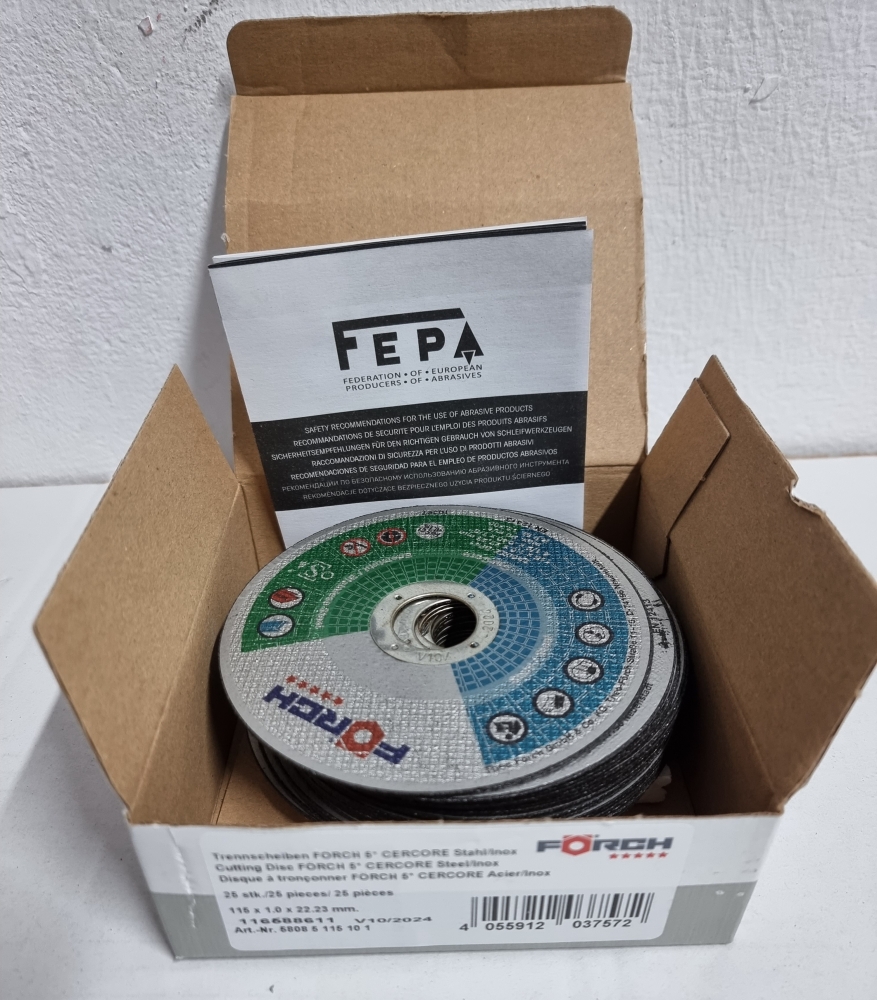 FEPA
FEDERATION • OF • EUROPEAN
PRODUCERS • OF • ABRASIVES
SAFETY RECOMMENDATIONS FOR THE USE OF ABRASIVE PRODUCTS
RECOMMANDATIONS DE SECURITE POUR L'EMPLOI DES PRODUITS ABRASIFS
SICHERHEITSEMPFEHLUNGEN FÜR DEN RICHTIGEN GEBRAUCH VON SCHLEIFWERKZEUGEN
RACCOMANDAZIONI DI SICUREZZA PER L'USO DI PRODOTTI ABRASIVI
RECOMENDACIONES DE SEGURIDAD PARA EL EMPLEO DE PRODUCTOS ABRASIVOS
РЕКОМЕНДАЦИИ ПО БЕЗОПАСНОМУ ИСПОЛЬЗОВАНИЮ АБРАЗИВНОГО ИНСТРУМЕНТА
REKOMENDACJE DOTYCZĄCE BEZPIECZNEGO UŻYCIA PRODUKTU ŚCIERNEGO
V10/
FÖRCH
Trennscheiben FÖRCH 5* CERCORE Stahl/Inox
Cutting Disc FÖRCH 5* CERCORE Steel/Inox
Disque à tronçonner FÖRCH 5* CERCORE Acier/Inox
25 stk./25 pieces/ 25 pièces
115 x 1.0 x 22.23 mm.
116588611 V10/2024
Art.-Nr. 5808 5 115 10 1
FÖRCH
4 055912 037572